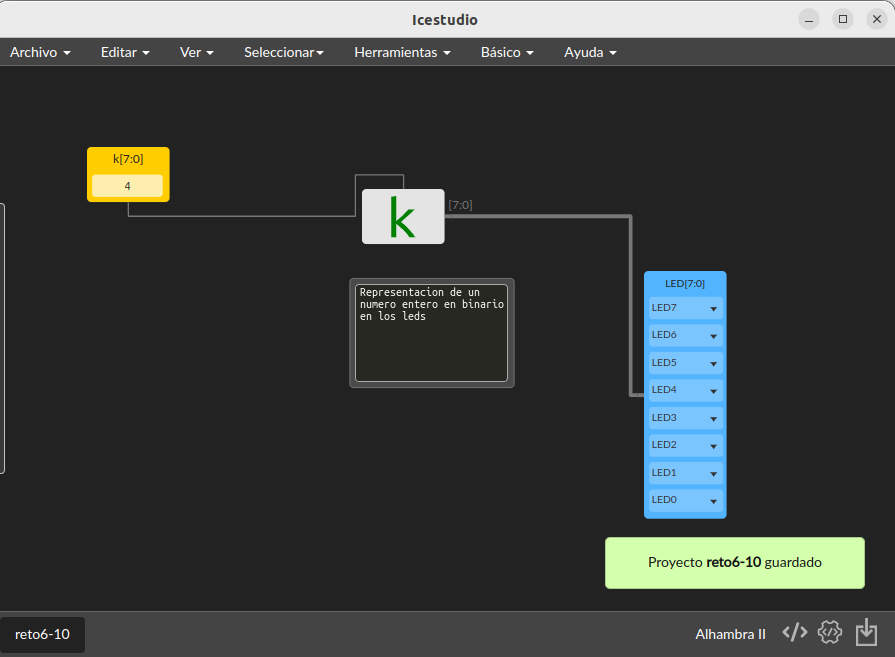 Icestudio
Archivo Editar Ver Seleccionar Herramientas Básico Ayuda
k[7:0]
4
k
[7:0]
Representacion de un
numero entero en binario
en los leds
LED[7:0]
LED7
LED6
LED5
LED4
LED3
LED2
LED1
LED0
Proyecto reto6-10 guardado
reto6-10
Alhambra II